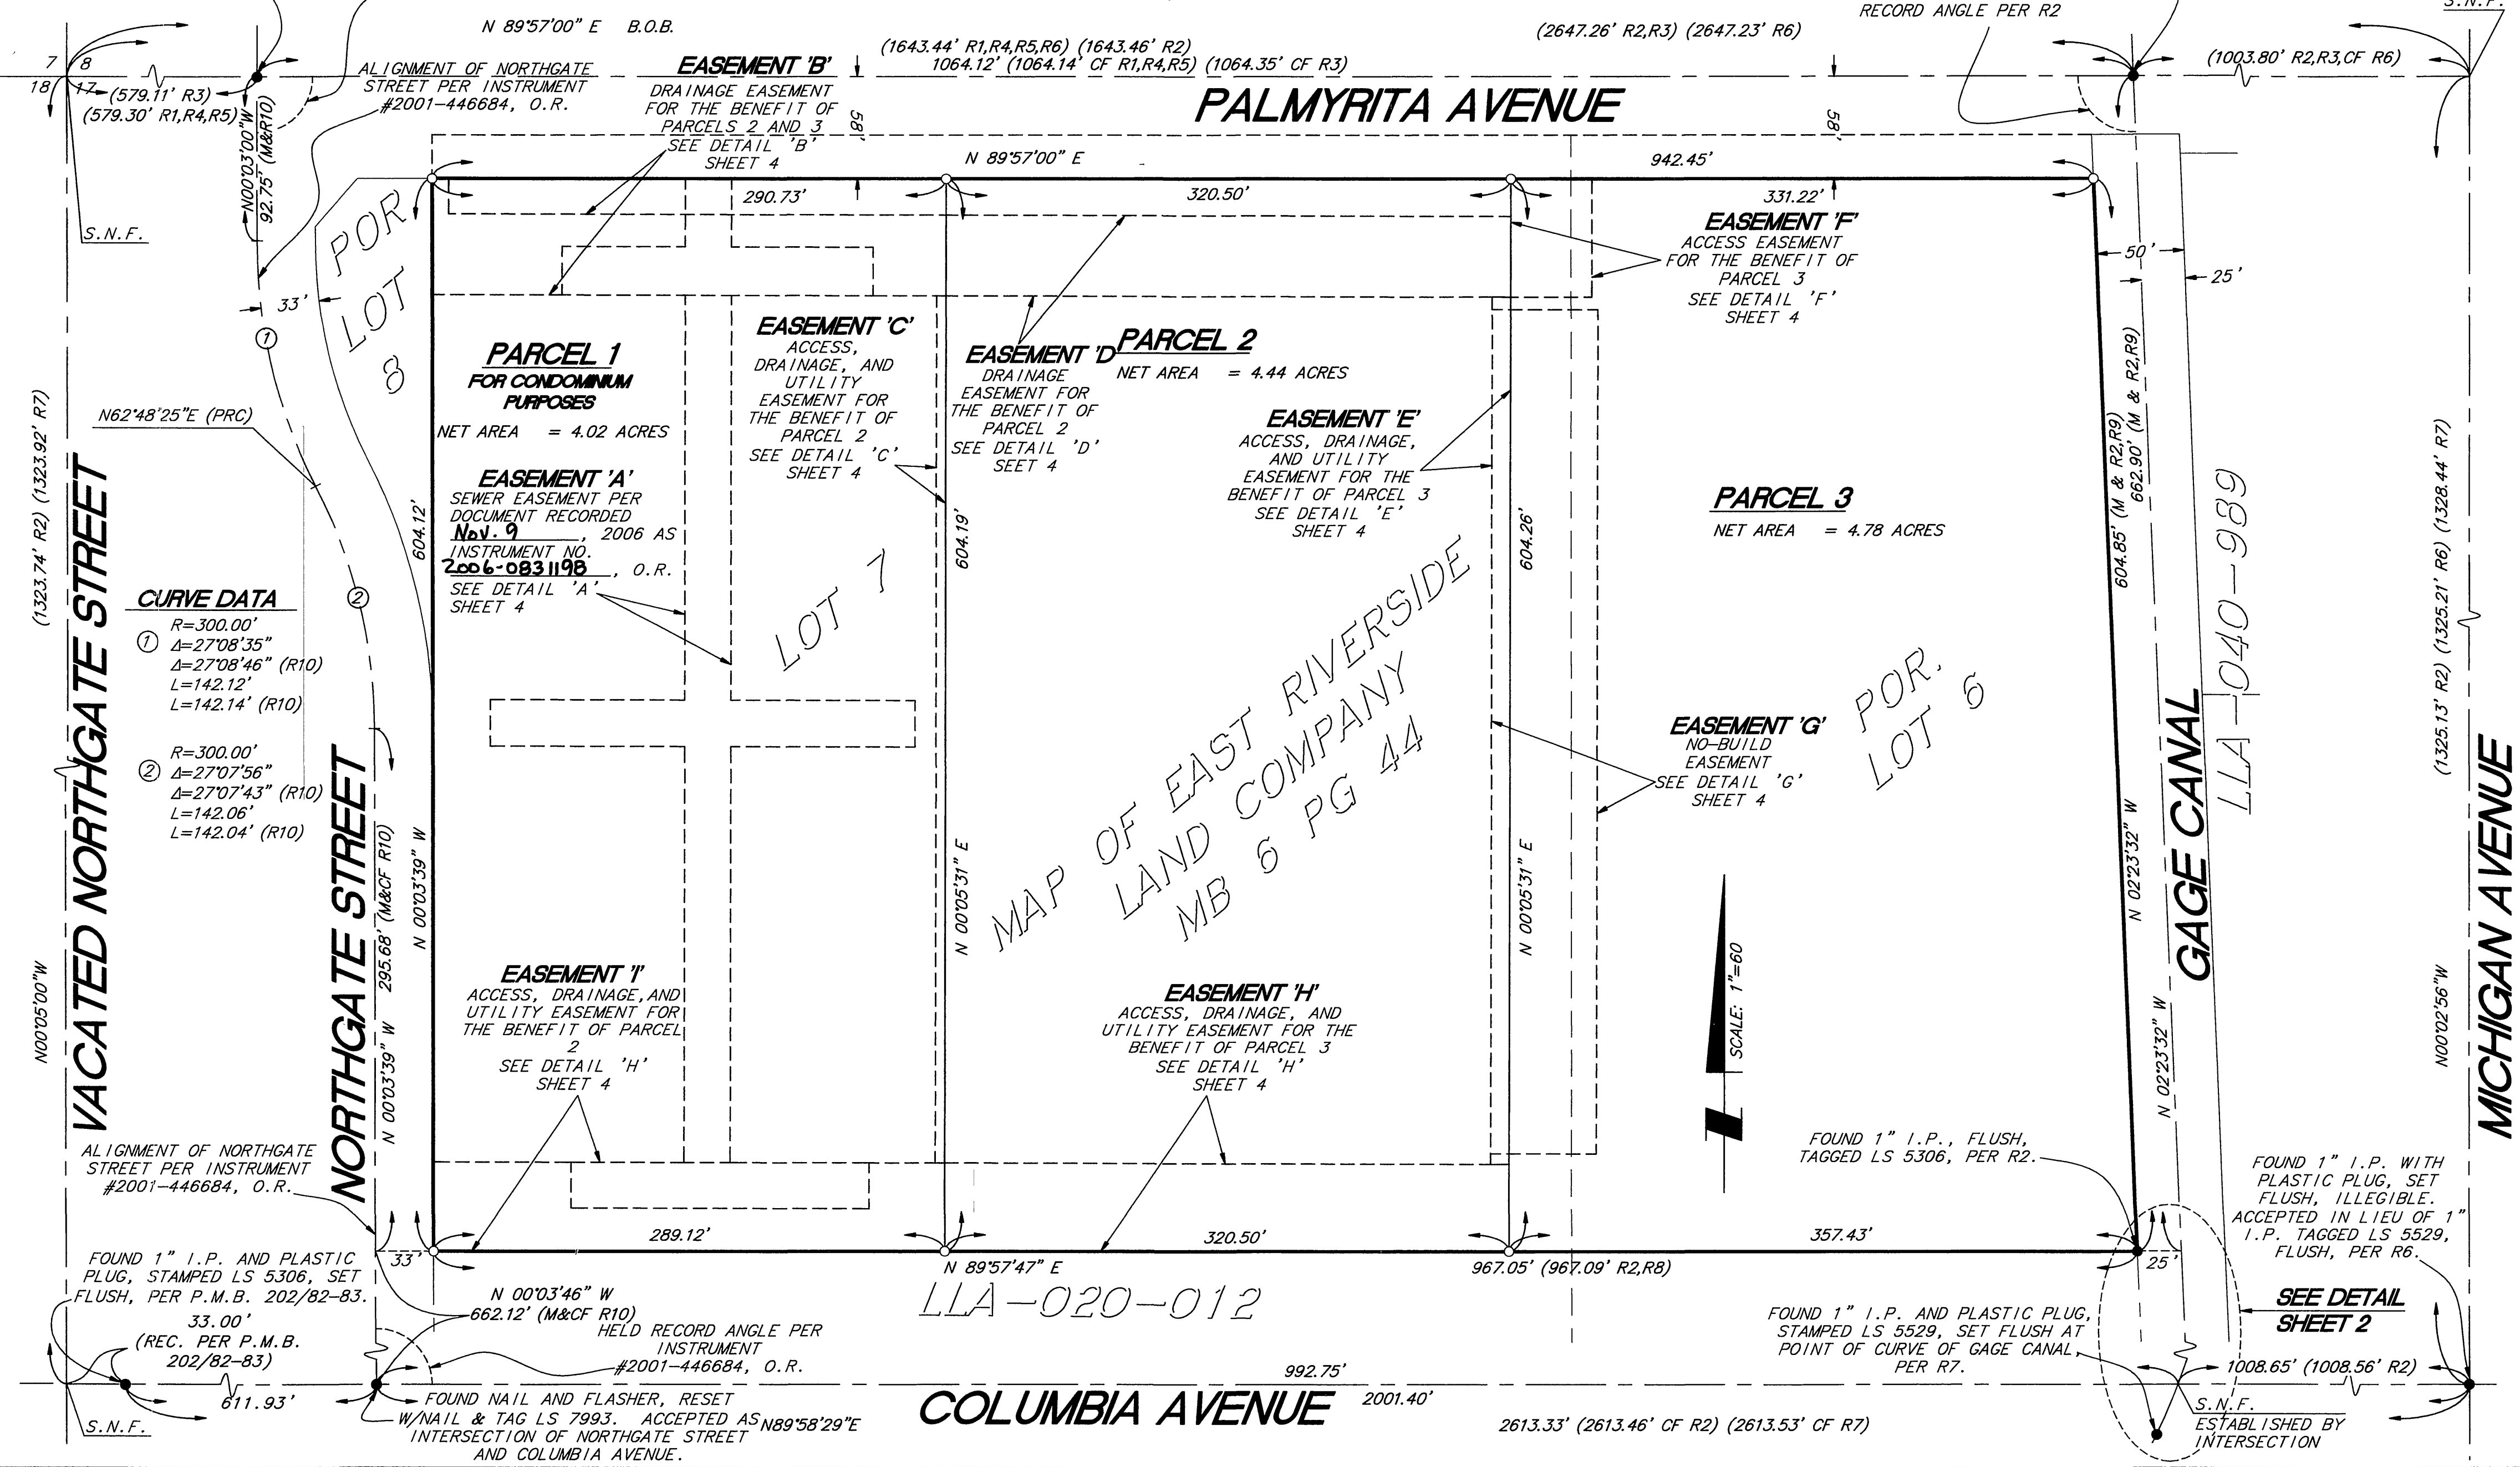 N 89°57'00" E B.O.B.
(1643.44' R1,R4,R5,R6) (1643.46' R2)
1064.12' (1064.14' CF R1,R4,R5) (1064.35' CF R3)
(2647.26' R2,R3) (2647.23' R6)
RECORD ANGLE PER R2
S.N.F.
(1003.80' R2,R3,CF R6)
7 8
18 17
(579.11' R3)
(579.30' R1,R4,R5)
N00°03'00"W
92.75' (M&R10)
S.N.F.
ALIGNMENT OF NORTHGATE
STREET PER INSTRUMENT
#2001-446684, O.R.
EASEMENT 'B'
DRAINAGE EASEMENT
FOR THE BENEFIT OF
PARCELS 2 AND 3
SEE DETAIL 'B'
SHEET 4
58'
PALMYRITA AVENUE
58'
N 89°57'00" E
942.45'
290.73'
320.50'
331.22'
POR
LOT
8
33'
1
N62°48'25"E (PRC)
2
EASEMENT 'F'
ACCESS EASEMENT
FOR THE BENEFIT OF
PARCEL 3
SEE DETAIL 'F'
SHEET 4
50'
25'
PARCEL 1
FOR CONDOMINIUM
PURPOSES
NET AREA = 4.02 ACRES
EASEMENT 'A'
SEWER EASEMENT PER
DOCUMENT RECORDED
Nov. 9, 2006 AS
INSTRUMENT NO.
2006-0831198, O.R.
SEE DETAIL 'A'
SHEET 4
EASEMENT 'C'
ACCESS,
DRAINAGE, AND
UTILITY
EASEMENT FOR
THE BENEFIT OF
PARCEL 2
SEE DETAIL 'C'
SHEET 4
EASEMENT 'D
DRAINAGE
EASEMENT FOR
THE BENEFIT OF
PARCEL 2
SEE DETAIL 'D'
SEET 4
PARCEL 2
NET AREA = 4.44 ACRES
EASEMENT 'E'
ACCESS, DRAINAGE,
AND UTILITY
EASEMENT FOR THE
BENEFIT OF PARCEL 3
SEE DETAIL 'E'
SHEET 4
PARCEL 3
NET AREA = 4.78 ACRES
604.12'
604.19'
604.26'
604.85' (M & R2,R9)
662.90' (M & R2,R9)
LLA-040-989
(1323.74' R2) (1323.92' R7)
VACATED NORTHGATE STREET
N00°05'00"W
CURVE DATA
1
R=300.00'
Δ=27°08'35"
Δ=27°08'46" (R10)
L=142.12'
L=142.14' (R10)
2
R=300.00'
Δ=27°07'56"
Δ=27°07'43" (R10)
L=142.06'
L=142.04' (R10)
NORTHGATE STREET
N 00°03'39" W 295.68' (M&CF R10)
N 00°03'39" W
LOT 7
N 00°05'31" E
MAP OF EAST RIVERSIDE
LAND COMPANY
MB 6 PG 44
N 00°05'31" E
EASEMENT 'G'
NO-BUILD
EASEMENT
SEE DETAIL 'G'
SHEET 4
POR.
LOT 6
N 02°23'32" W
N 02°23'32" W
GAGE CANAL
(1325.13' R2) (1325.21' R6) (1328.44' R7)
N00°02'56"W
MICHIGAN AVENUE
SCALE: 1"=60
EASEMENT 'I'
ACCESS, DRAINAGE, AND
UTILITY EASEMENT FOR
THE BENEFIT OF PARCEL
2
SEE DETAIL 'H'
SHEET 4
EASEMENT 'H'
ACCESS, DRAINAGE, AND
UTILITY EASEMENT FOR THE
BENEFIT OF PARCEL 3
SEE DETAIL 'H'
SHEET 4
FOUND 1" I.P., FLUSH,
TAGGED LS 5306, PER R2.
FOUND 1" I.P. WITH
PLASTIC PLUG, SET
FLUSH, ILLEGIBLE.
ACCEPTED IN LIEU OF 1"
I.P. TAGGED LS 5529,
FLUSH, PER R6.
ALIGNMENT OF NORTHGATE
STREET PER INSTRUMENT
#2001-446684, O.R.
FOUND 1" I.P. AND PLASTIC
PLUG, STAMPED LS 5306, SET
FLUSH, PER P.M.B. 202/82-83.
33.00'
(REC. PER P.M.B.
202/82-83)
33'
289.12'
320.50'
357.43'
25'
N 89°57'47" E
967.05' (967.09' R2,R8)
N 00°03'46" W
662.12' (M&CF R10)
HELD RECORD ANGLE PER
INSTRUMENT
#2001-446684, O.R.
LLA-020-012
FOUND 1" I.P. AND PLASTIC PLUG,
STAMPED LS 5529, SET FLUSH AT
POINT OF CURVE OF GAGE CANAL,
PER R7.
SEE DETAIL
SHEET 2
611.93'
S.N.F.
FOUND NAIL AND FLASHER, RESET
W/NAIL & TAG LS 7993. ACCEPTED AS
INTERSECTION OF NORTHGATE STREET
AND COLUMBIA AVENUE.
N89°58'29"E
COLUMBIA AVENUE
992.75'
2001.40'
2613.33' (2613.46' CF R2) (2613.53' CF R7)
1008.65' (1008.56' R2)
S.N.F.
ESTABLISHED BY
INTERSECTION